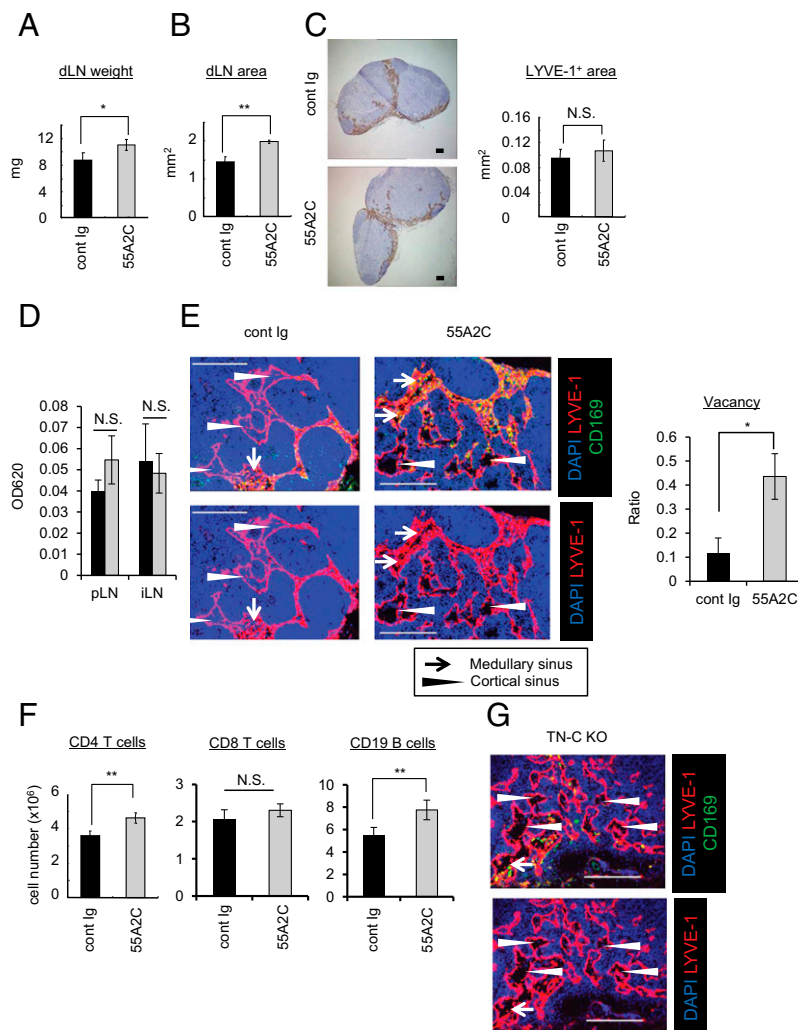 A
dLN weight
*
mg
12
8
4
0
cont Ig
55A2C
B
dLN area
**
mm2
2
1
0
cont Ig
55A2C
C
cont Ig
55A2C
LYVE-1+ area
N.S.
mm2
0.16
0.12
0.08
0.04
0
cont Ig
55A2C
D
N.S.
N.S.
OD620
0.08
0.07
0.06
0.05
0.04
0.03
0.02
0.01
0
pLN
iLN
E
cont Ig
55A2C
DAPI LYVE-1
CD169
DAPI LYVE-1
Medullary sinus
Cortical sinus
Vacancy
*
Ratio
0.6
0.5
0.4
0.3
0.2
0.1
0
cont Ig
55A2C
F
CD4 T cells
**
cell number (x10⁶)
6
4
2
0
cont Ig
55A2C
CD8 T cells
N.S.
3
2
1
0
cont Ig
55A2C
CD19 B cells
**
10
8
6
4
2
0
cont Ig
55A2C
G
TN-C KO
DAPI LYVE-1
CD169
DAPI LYVE-1